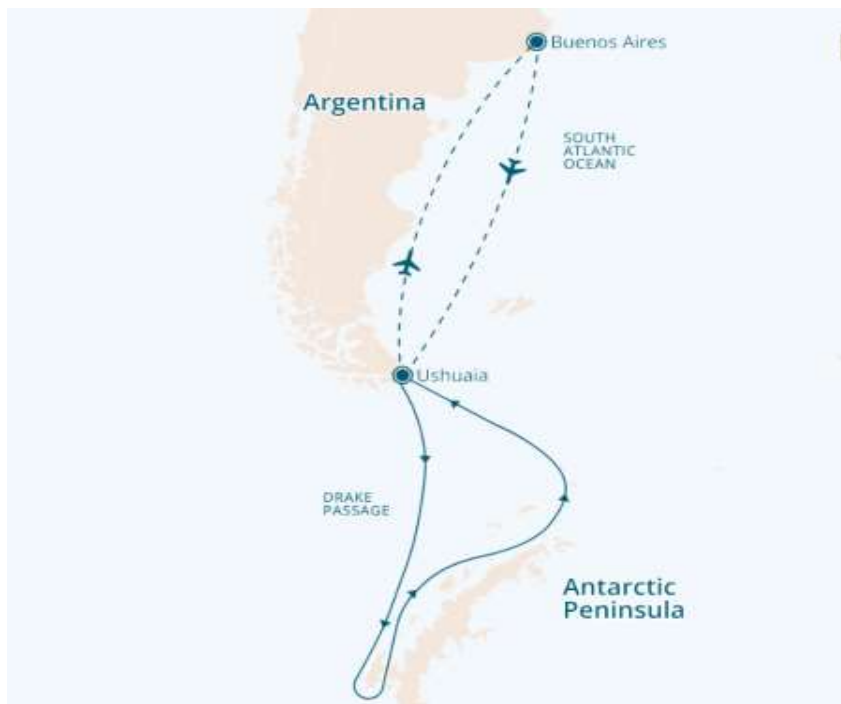 Buenos Aires
Argentina
SOUTH
ATLANTIC
OCEAN
Ushuaia
DRAKE
PASSAGE
Antarctic
Peninsula